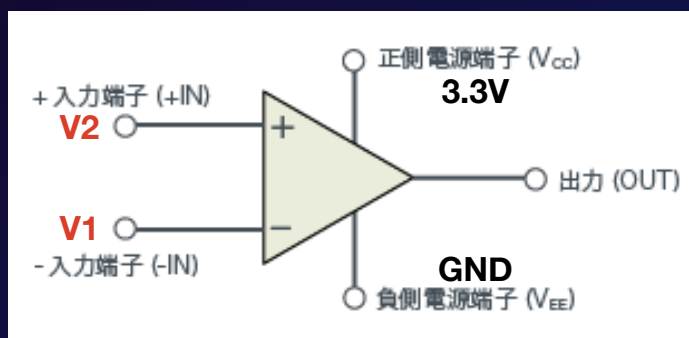 正側電源端子 (VCC)
3.3V
+ 入力端子 (+IN)
V2
+
出力 (OUT)
V1
−
- 入力端子 (-IN)
GND
負側電源端子 (VEE)